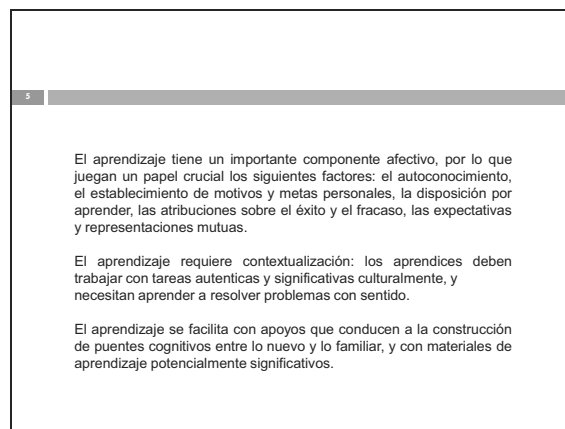 5
El aprendizaje tiene un importante componente afectivo, por lo que
juegan un papel crucial los siguientes factores: el autoconocimiento,
el establecimiento de motivos y metas personales, la disposición por
aprender, las atribuciones sobre el éxito y el fracaso, las expectativas
y representaciones mutuas.
El aprendizaje requiere contextualización: los aprendices deben
trabajar con tareas autenticas y significativas culturalmente, y
necesitan aprender a resolver problemas con sentido.
El aprendizaje se facilita con apoyos que conducen a la construcción
de puentes cognitivos entre lo nuevo y lo familiar, y con materiales de
aprendizaje potencialmente significativos.